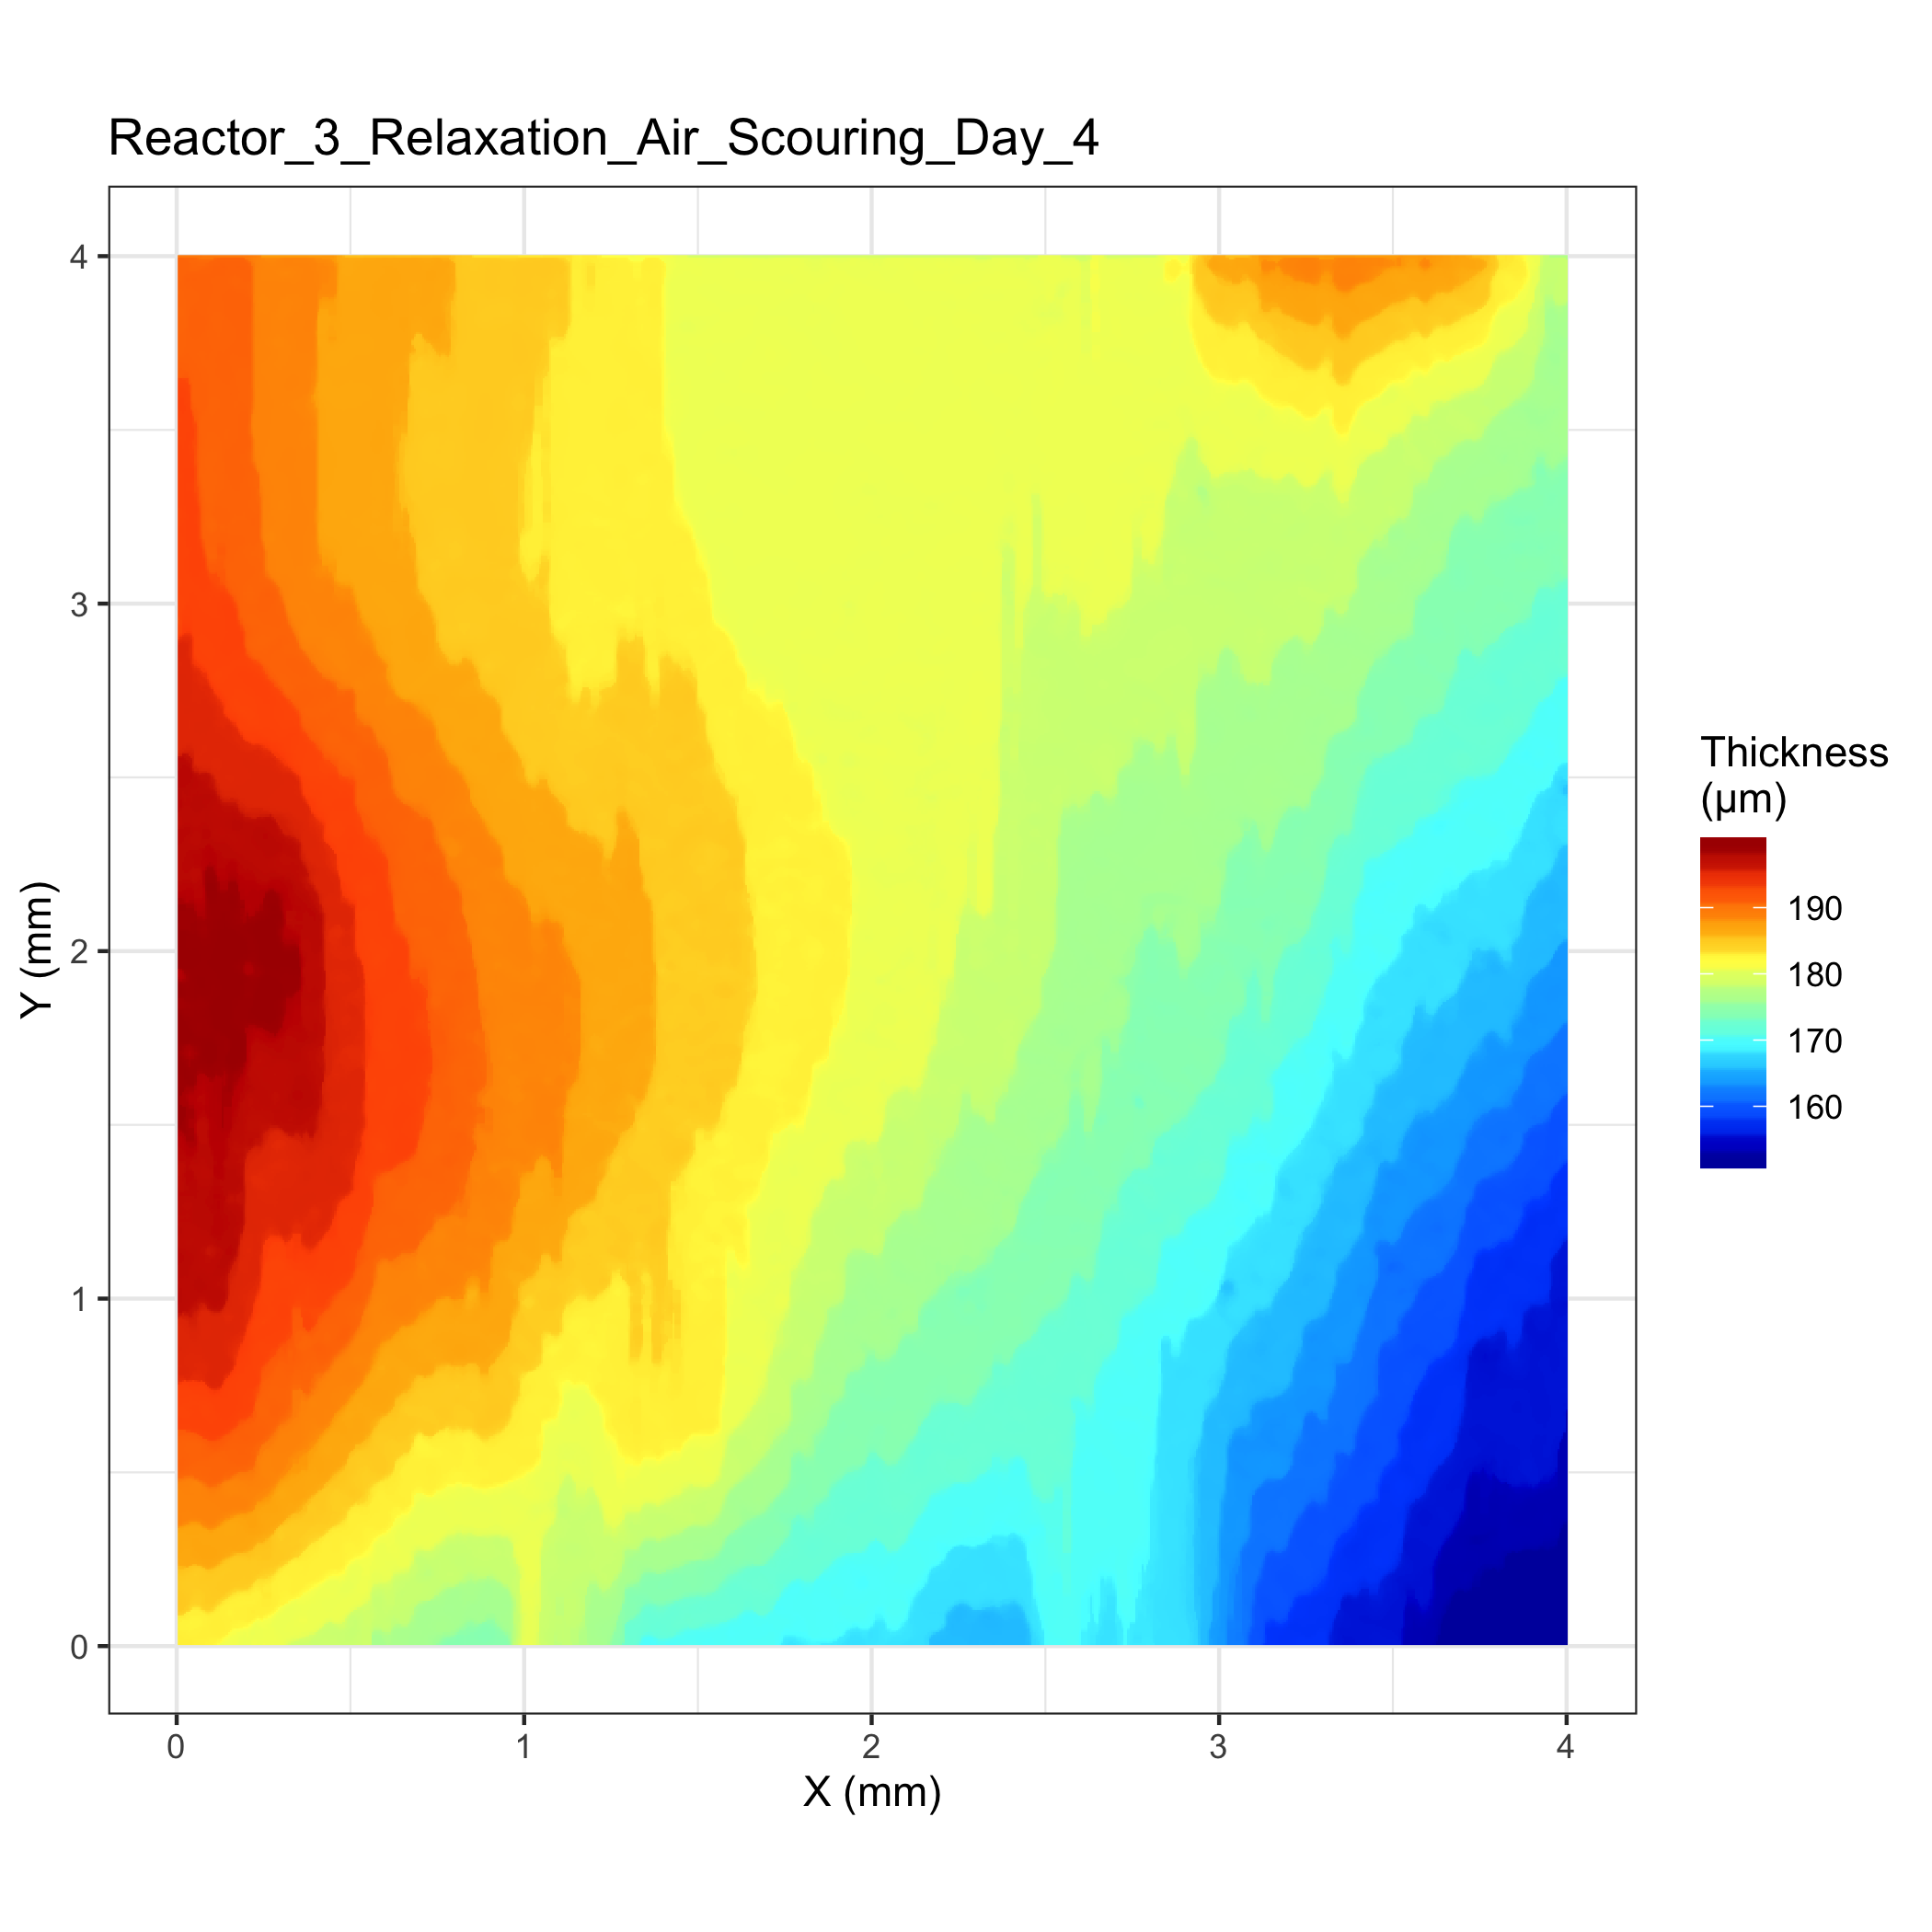 Reactor_3_Relaxation_Air_Scouring_Day_4
4
3
2
1
0
Y (mm)
0 1 2 3 4
X (mm)
Thickness
(μm)
190
180
170
160